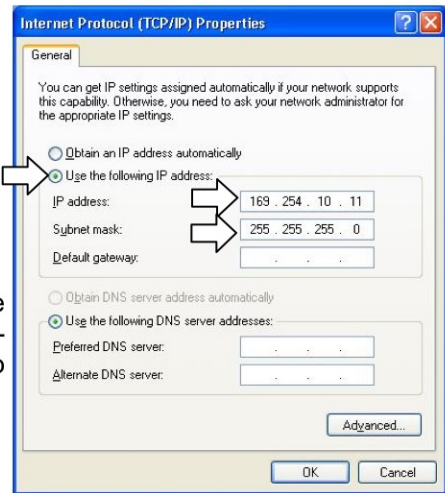 Internet Protocol (TCP/IP) Properties
General
You can get IP settings assigned automatically if your network supports
this capability. Otherwise, you need to ask your network administrator for
the appropriate IP settings.
Obtain an IP address automatically
Use the following IP address:
IP address: 169 . 254 . 10 . 11
Subnet mask: 255 . 255 . 255 . 0
Default gateway: . . .
Obtain DNS server address automatically
Use the following DNS server addresses:
Preferred DNS server: . . .
Alternate DNS server: . . .
Advanced...
OK Cancel